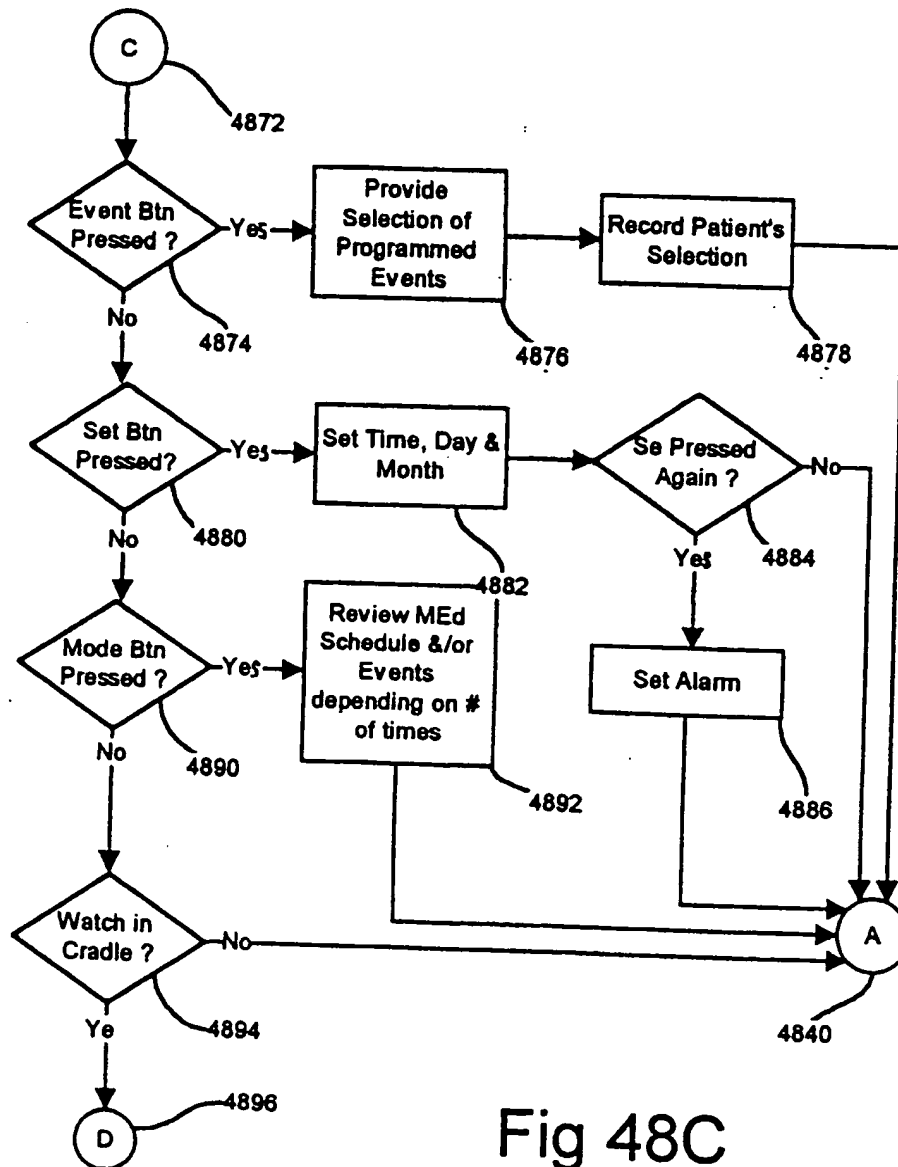 C
4872
Event Btn
Pressed ?
Yes
No
4874
Provide
Selection of
Programmed
Events
4876
Record Patient's
Selection
4878
Set Btn
Pressed?
Yes
No
4880
Set Time, Day &
Month
4882
Se Pressed
Again ?
No
Yes
4884
Set Alarm
4886
Mode Btn
Pressed ?
Yes
No
4890
Review MEd
Schedule &/or
Events
depending on #
of times
4892
Watch in
Cradle ?
No
Ye
4894
A
4840
D
4896
Fig 48C